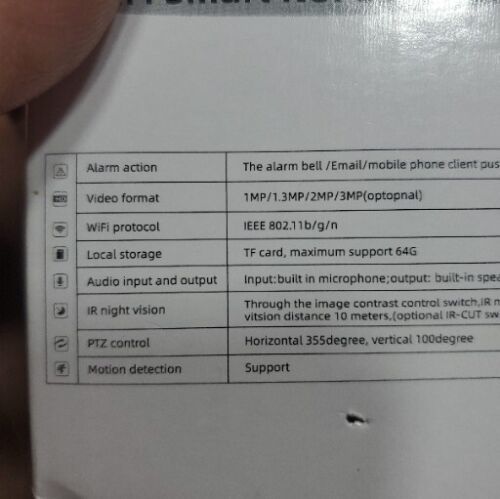 Smart
Alarm action The alarm bell /Email/mobile phone client
Video format 1MP/1.3MP/2MP/3MP(optopnal)
WiFi protocol IEEE 802.11b/g/n
Local storage TF card, maximum support 64G
Audio input and output Input:built in microphone;output: built-in
IR night vision Through the image contrast control switch,IR
vitsion distance 10 meters,(optional IR-CUT
PTZ control Horizontal 355degree, vertical 100degree
Motion detection Support